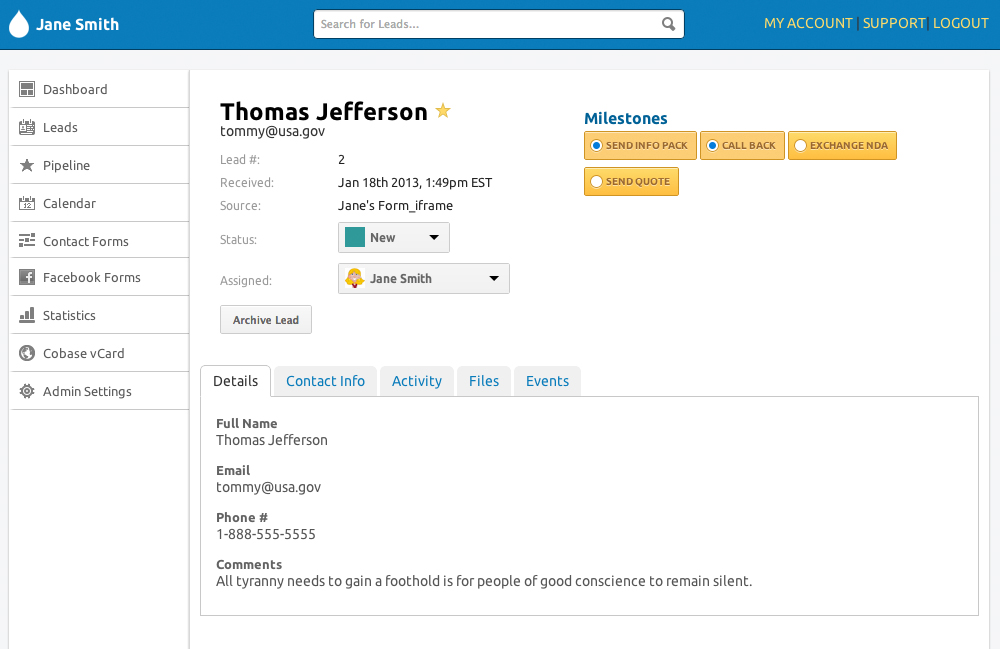 Jane Smith
Search for Leads...
MY ACCOUNT | SUPPORT | LOGOUT
Dashboard
Leads
Pipeline
12
Calendar
Contact Forms
Facebook Forms
Statistics
Cobase vCard
Admin Settings
Thomas Jefferson
tommy@usa.gov
Lead #: 2
Received: Jan 18th 2013, 1:49pm EST
Source: Jane's Form_iframe
Status: New
Assigned: Jane Smith
Archive Lead
Milestones
SEND INFO PACK CALL BACK EXCHANGE NDA
SEND QUOTE
Details Contact Info Activity Files Events
Full Name
Thomas Jefferson
Email
tommy@usa.gov
Phone #
1-888-555-5555
Comments
All tyranny needs to gain a foothold is for people of good conscience to remain silent.